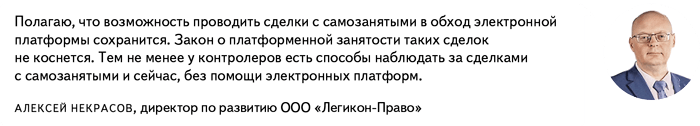 Полагаю, что возможность проводить сделки с самозанятыми в обход электронной
платформы сохранится. Закон о платформенной занятости таких сделок
не коснется. Тем не менее у контролеров есть способы наблюдать за сделками
с самозанятыми и сейчас, без помощи электронных платформ.
АЛЕКСЕЙ НЕКРАСОВ, директор по развитию ООО «Легикон-Право»